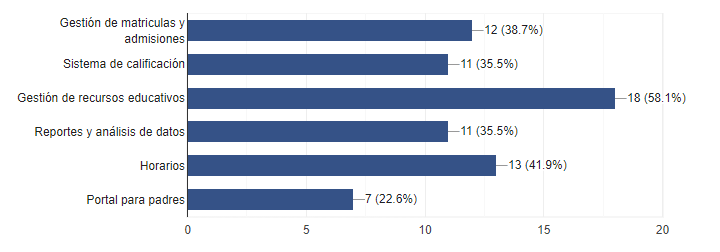 Gestión de matriculas y
admisiones
12 (38.7%)
Sistema de calificación
11 (35.5%)
Gestión de recursos educativos
18 (58.1%)
Reportes y análisis de datos
11 (35.5%)
Horarios
13 (41.9%)
Portal para padres
7 (22.6%)
0 5 10 15 20